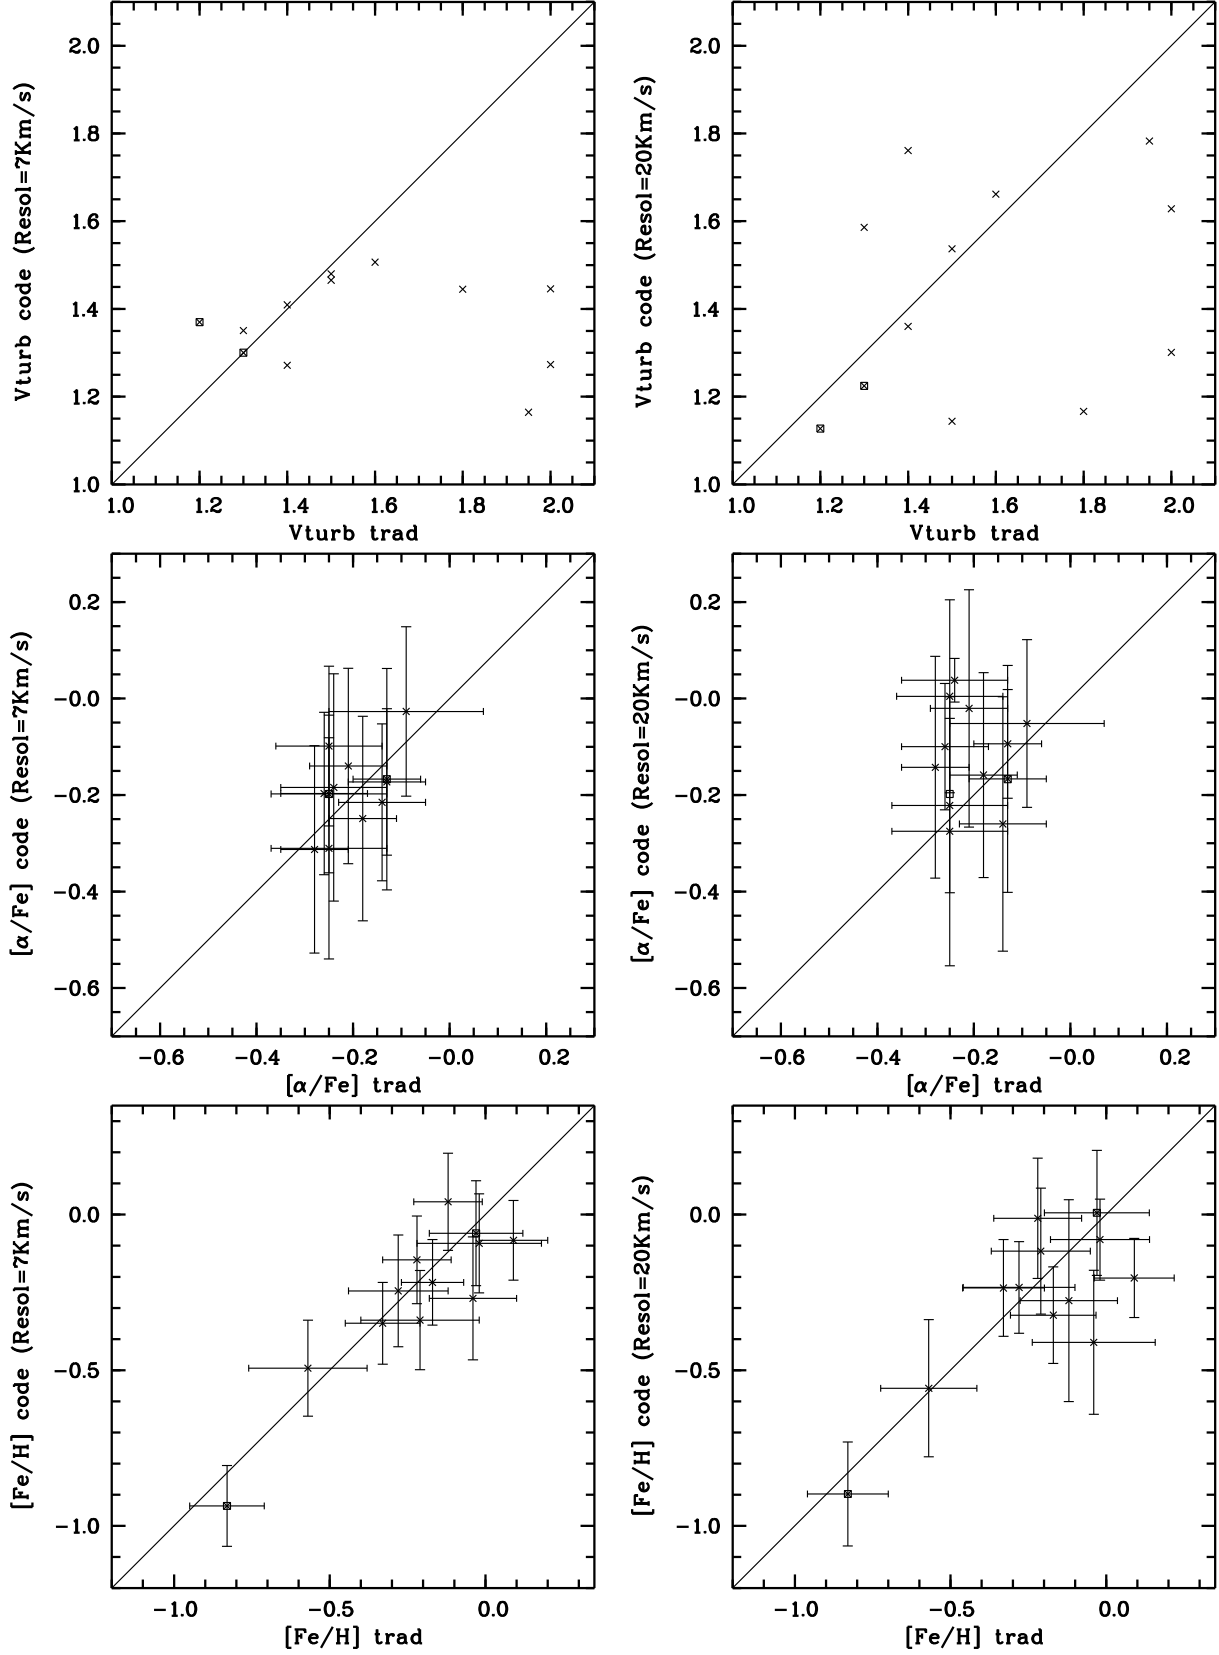 2.0
1.8
1.6
1.4
1.2
1.0
Vturb code (Resol=7Km/s)
1.0 1.2 1.4 1.6 1.8 2.0
Vturb trad
2.0
1.8
1.6
1.4
1.2
1.0
Vturb code (Resol=20Km/s)
1.0 1.2 1.4 1.6 1.8 2.0
Vturb trad
0.2
-0.0
-0.2
-0.4
-0.6
[α/Fe] code (Resol=7Km/s)
-0.6 -0.4 -0.2 -0.0 0.2
[α/Fe] trad
0.2
-0.0
-0.2
-0.4
-0.6
[α/Fe] code (Resol=20Km/s)
-0.6 -0.4 -0.2 -0.0 0.2
[α/Fe] trad
0.0
-0.5
-1.0
[Fe/H] code (Resol=7Km/s)
-1.0 -0.5 0.0
[Fe/H] trad
0.0
-0.5
-1.0
[Fe/H] code (Resol=20Km/s)
-1.0 -0.5 0.0
[Fe/H] trad